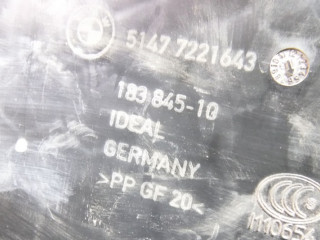 5147 7221643
183 845-10
IDEAL
GERMANY
>PP GF 20<